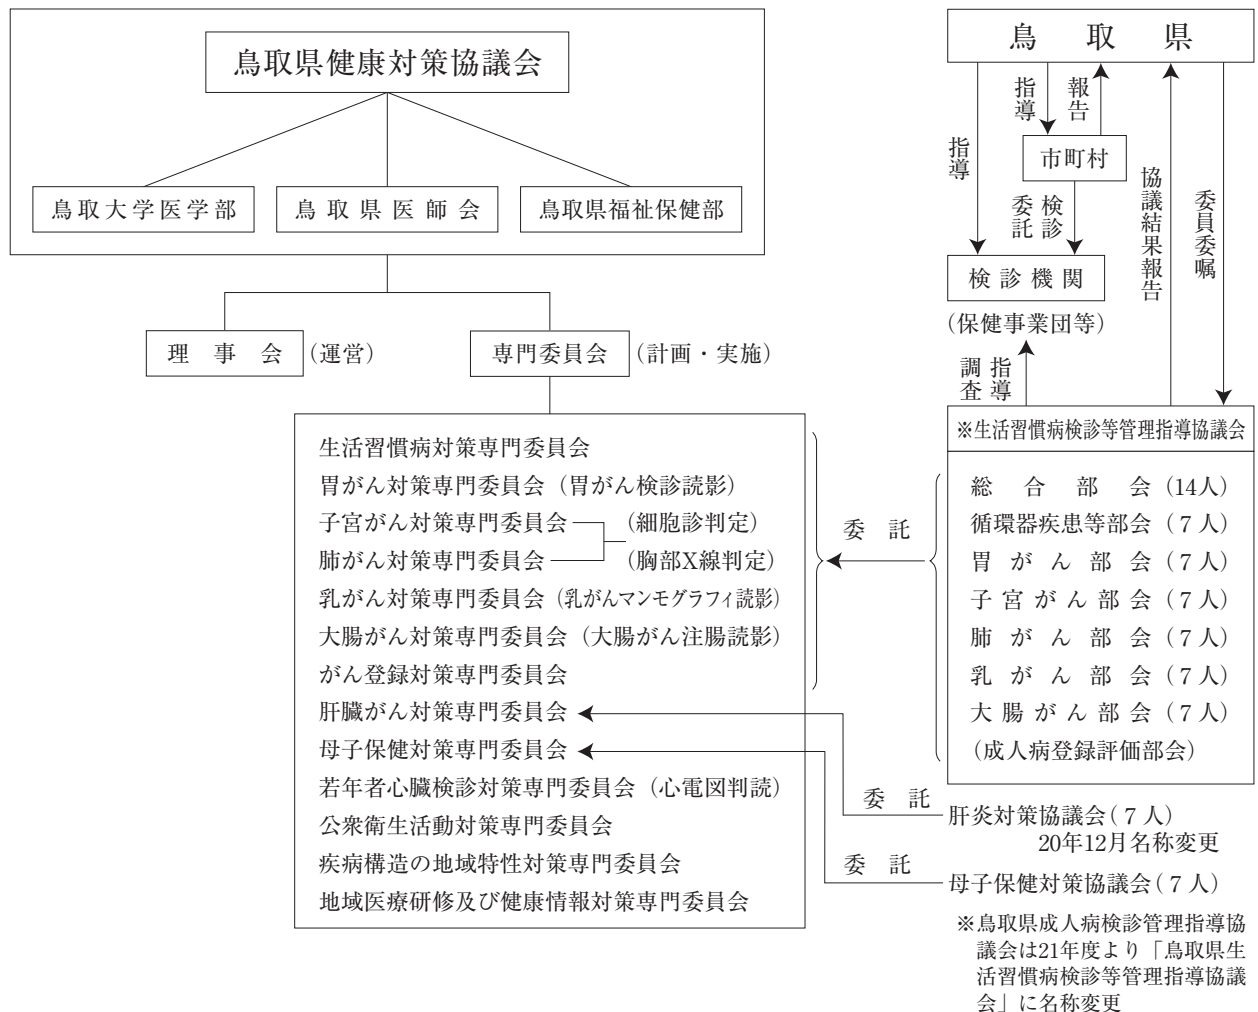 鳥取県健康対策協議会
鳥取大学医学部
鳥取県医師会
鳥取県福祉保健部
理事会（運営）
専門委員会（計画・実施）
生活習慣病対策専門委員会
胃がん対策専門委員会（胃がん検診読影）
子宮がん対策専門委員会（細胞診判定）
肺がん対策専門委員会（胸部X線判定）
乳がん対策専門委員会（乳がんマンモグラフィ読影）
大腸がん対策専門委員会（大腸がん注腸読影）
がん登録対策専門委員会
肝臓がん対策専門委員会
母子保健対策専門委員会
若年者心臓検診対策専門委員会（心電図判読）
公衆衛生活動対策専門委員会
疾病構造の地域特性対策専門委員会
地域医療研修及び健康情報対策専門委員会
委託
委託
委託
鳥取県
指導
指導
報告
市町村
検診
委託
協議結果報告
委員委嘱
検診機関
（保健事業団等）
指導
調査
※生活習慣病検診等管理指導協議会
総合部会（14人）
循環器疾患等部会（7人）
胃がん部会（7人）
子宮がん部会（7人）
肺がん部会（7人）
乳がん部会（7人）
大腸がん部会（7人）
（成人病登録評価部会）
肝炎対策協議会（7人）
20年12月名称変更
母子保健対策協議会（7人）
※鳥取県成人病検診管理指導協
議会は21年度より「鳥取県生
活習慣病検診等管理指導協議
会」に名称変更